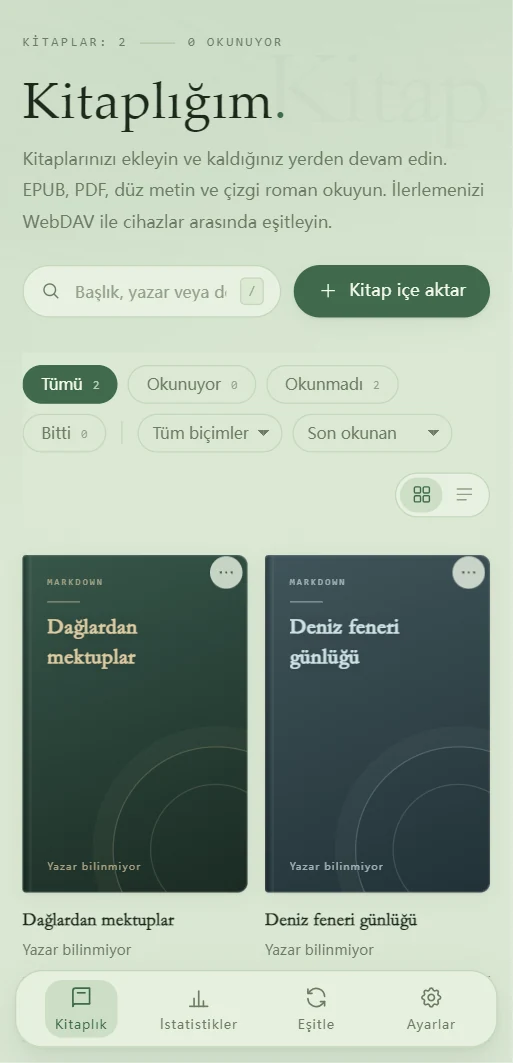 KİTAPLAR: 2 0 OKUNUYOR
Kitap
Kitaplığım.
Kitaplarınızı ekleyin ve kaldığınız yerden devam edin.
EPUB, PDF, düz metin ve çizgi roman okuyun. İlerlemenizi
WebDAV ile cihazlar arasında eşitleyin.
Başlık, yazar veya /
+ Kitap içe aktar
Tümü 2 Okunuyor 0 Okunmadı 2
Bitti 0 Tüm biçimler Son okunan
MARKDOWN
Dağlardan
mektuplar
Yazar bilinmiyor
MARKDOWN
Deniz feneri
günlüğü
Yazar bilinmiyor
Dağlardan mektuplar
Yazar bilinmiyor
Deniz feneri günlüğü
Yazar bilinmiyor
Kitaplık İstatistikler Eşitle Ayarlar